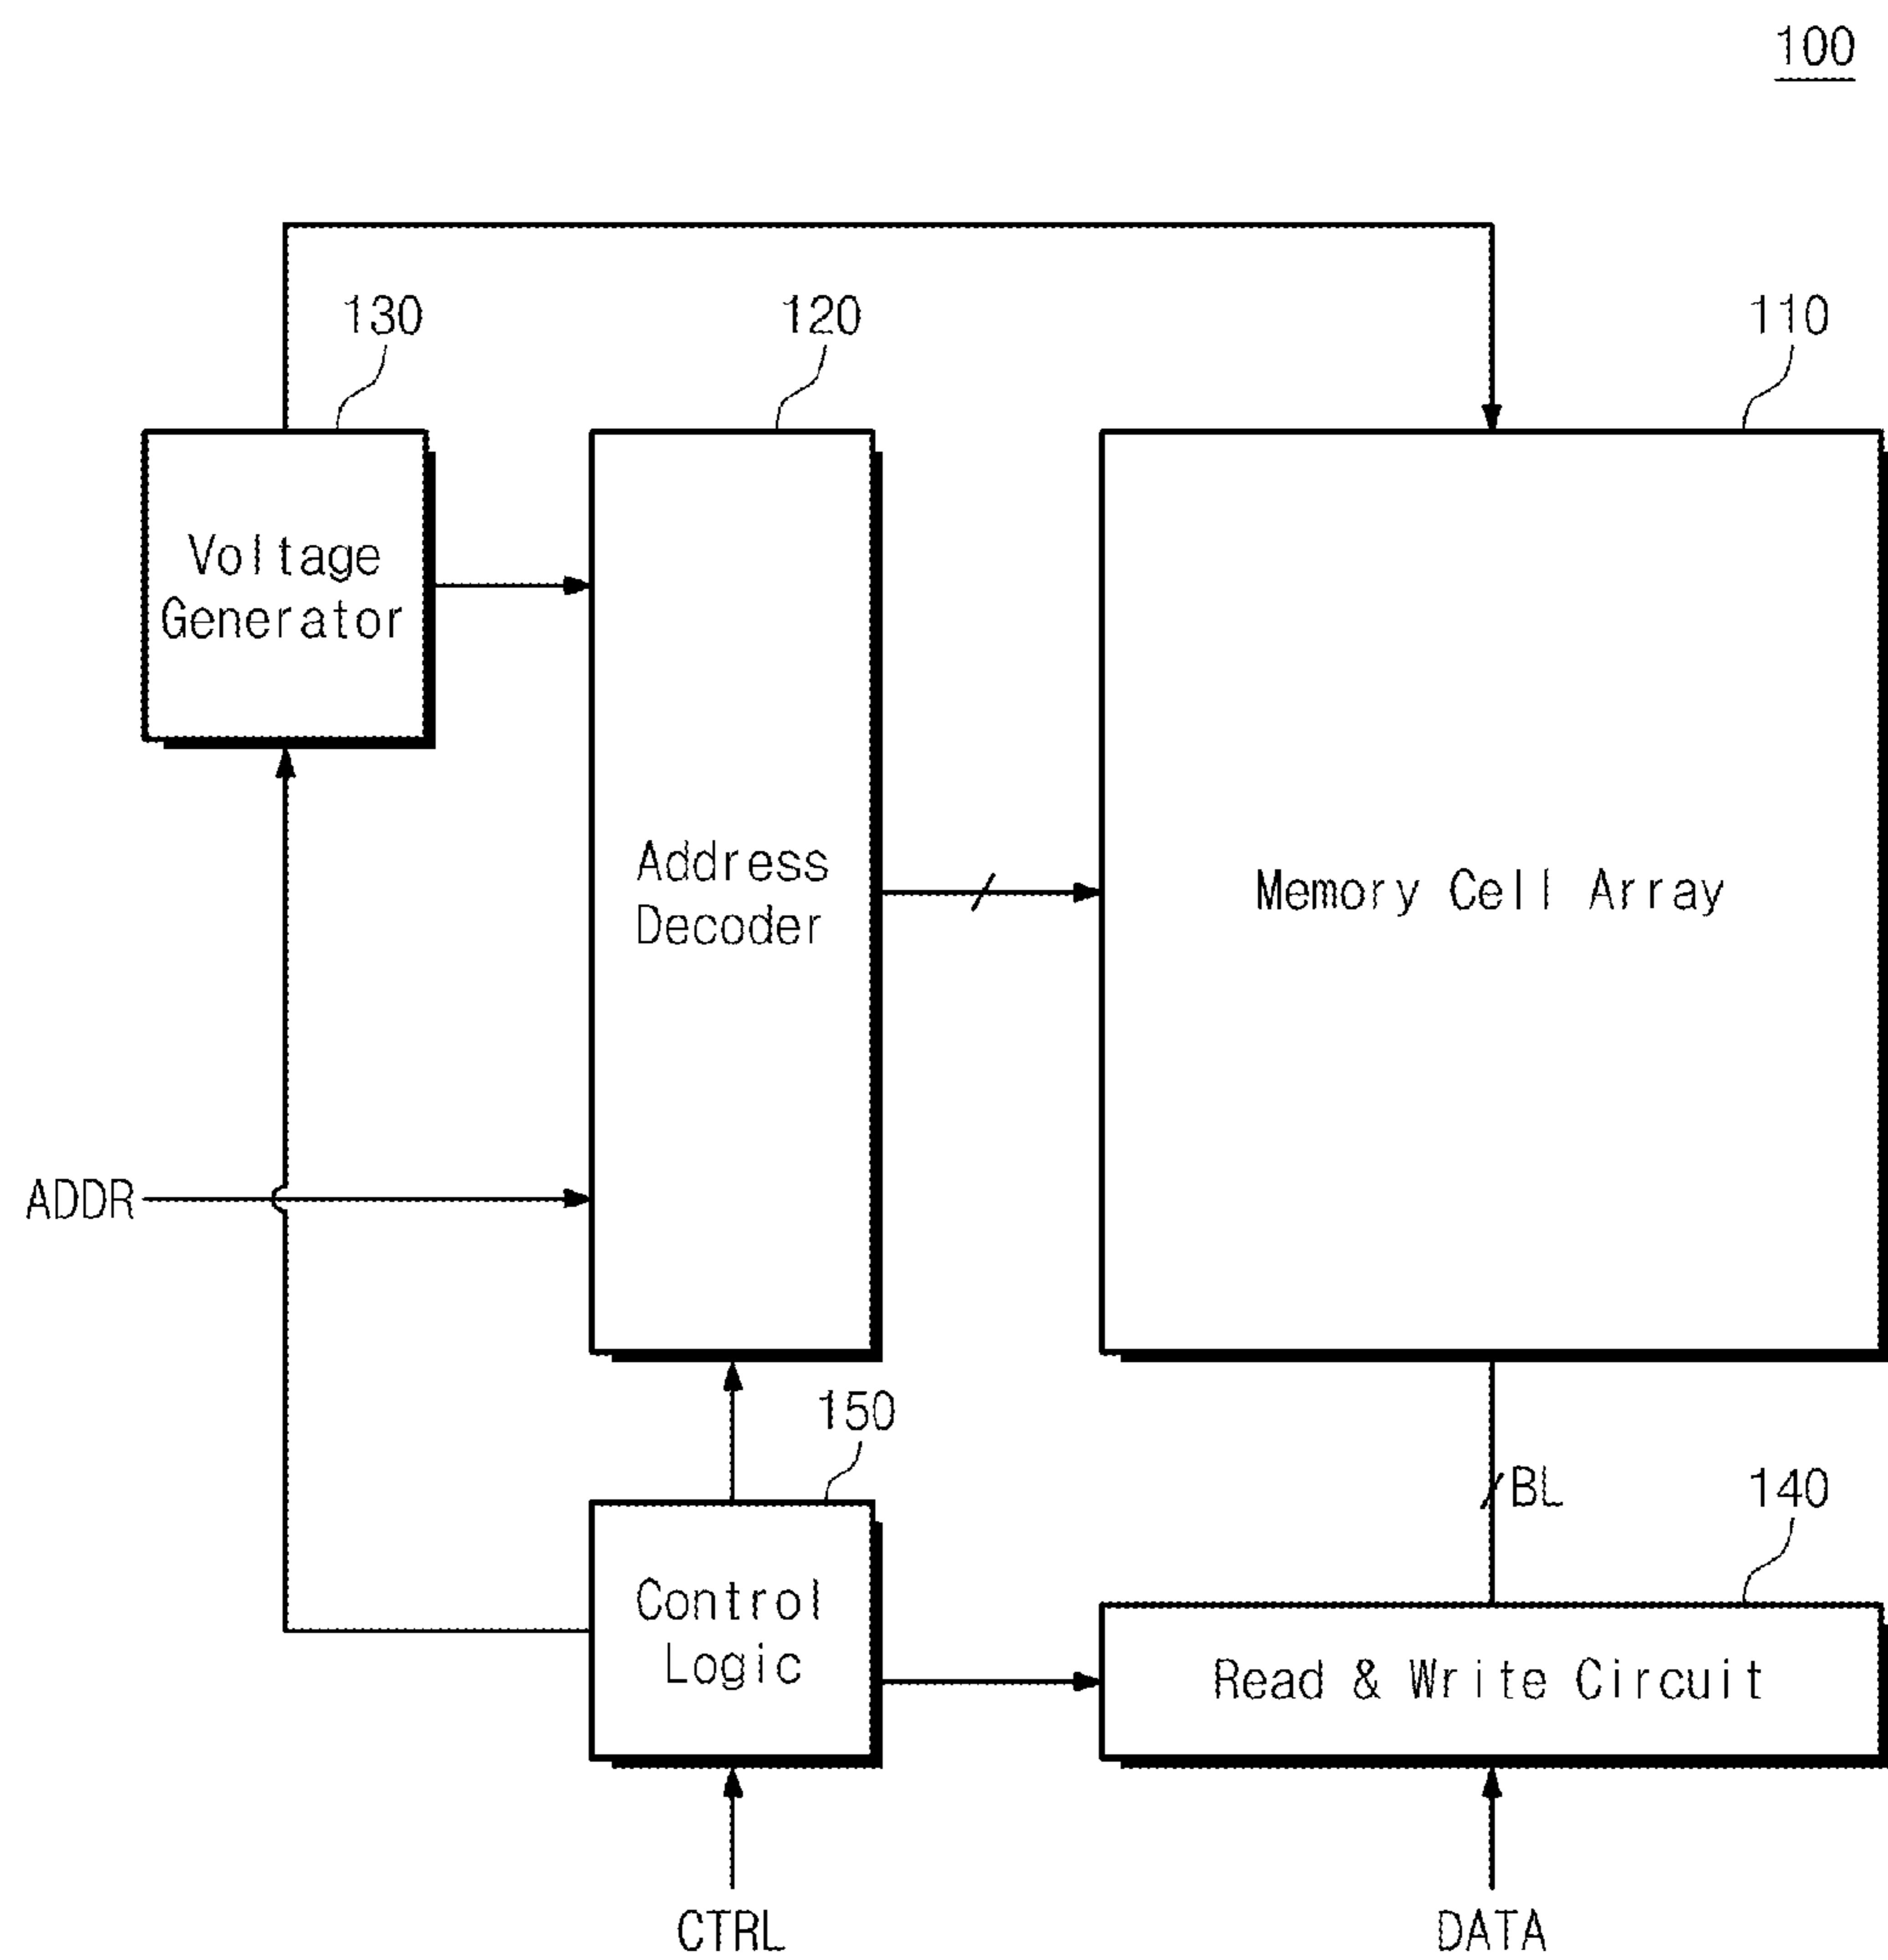 100
130
120
110
Voltage
Generator
Address
Decoder
Memory Cell Array
ADDR
150
BL
140
Control
Logic
Read & Write Circuit
CTRL
DATA